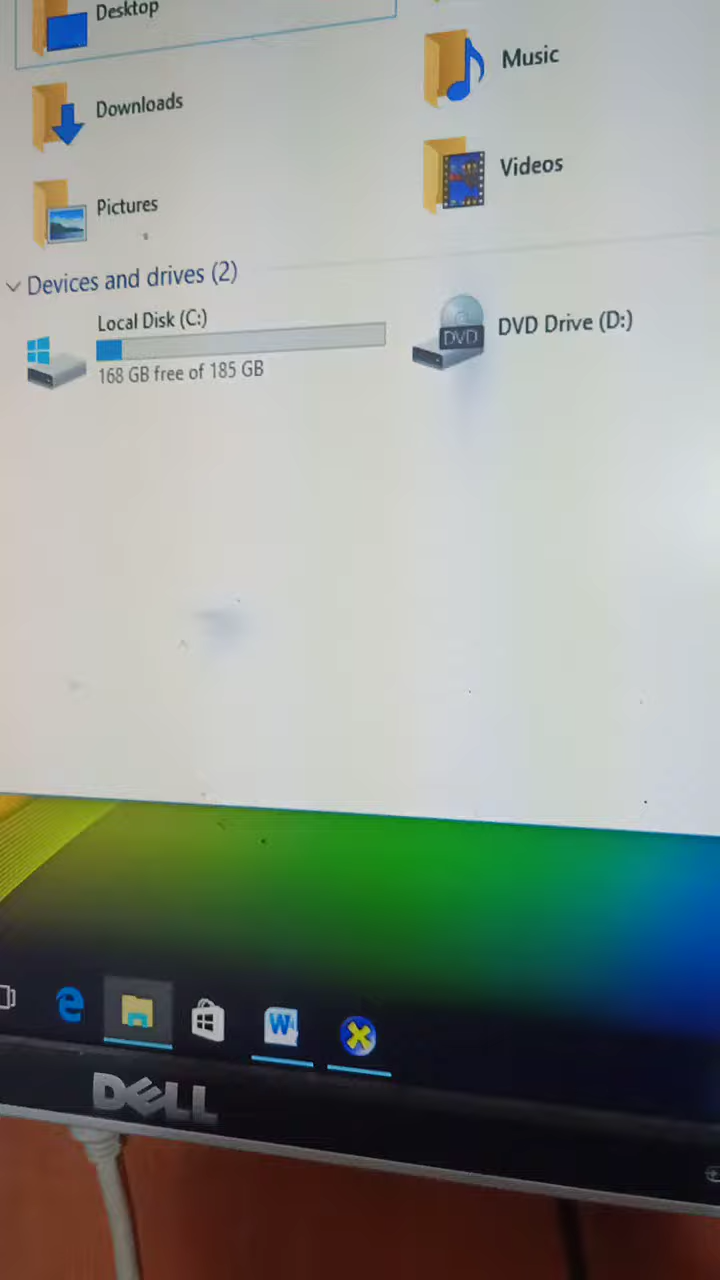 Desktop
Music
Downloads
Videos
Pictures
Devices and drives (2)
Local Disk (C:)
168 GB free of 185 GB
DVD
DVD Drive (D:)
W
DELL